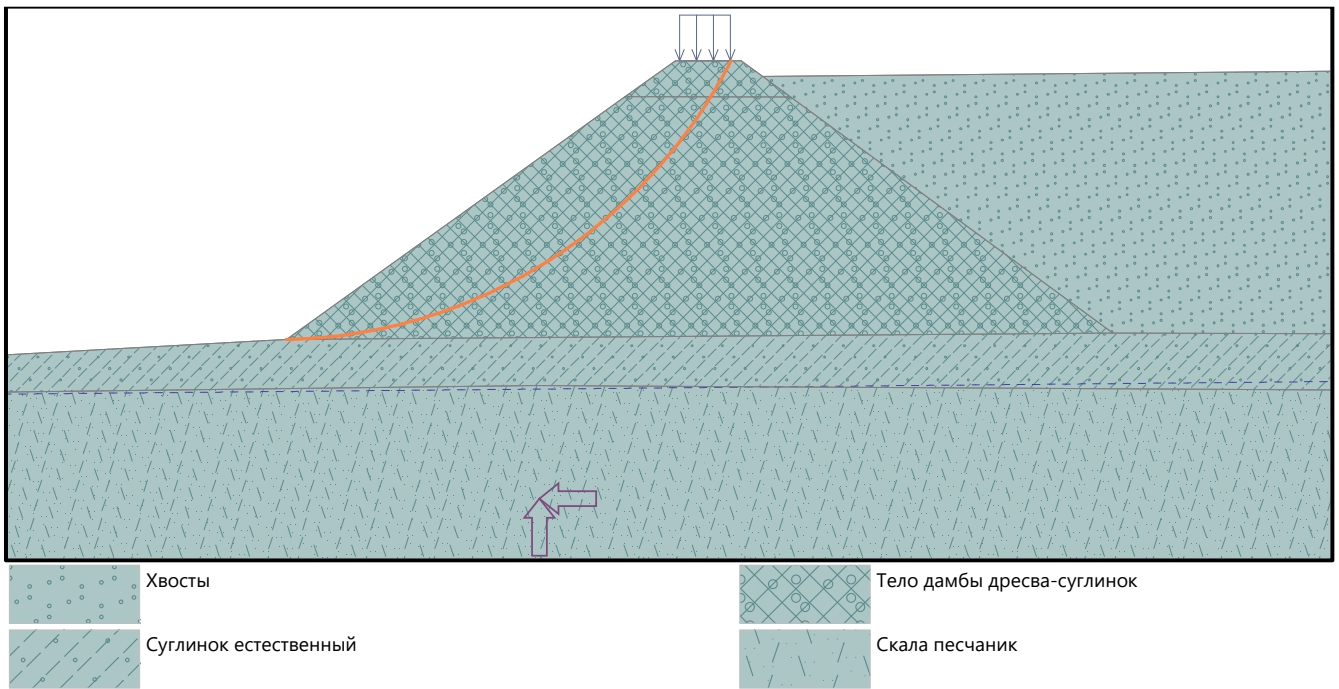 Хвосты
Тело дамбы дресва-суглинок
Суглинок естественный
Скала песчаник